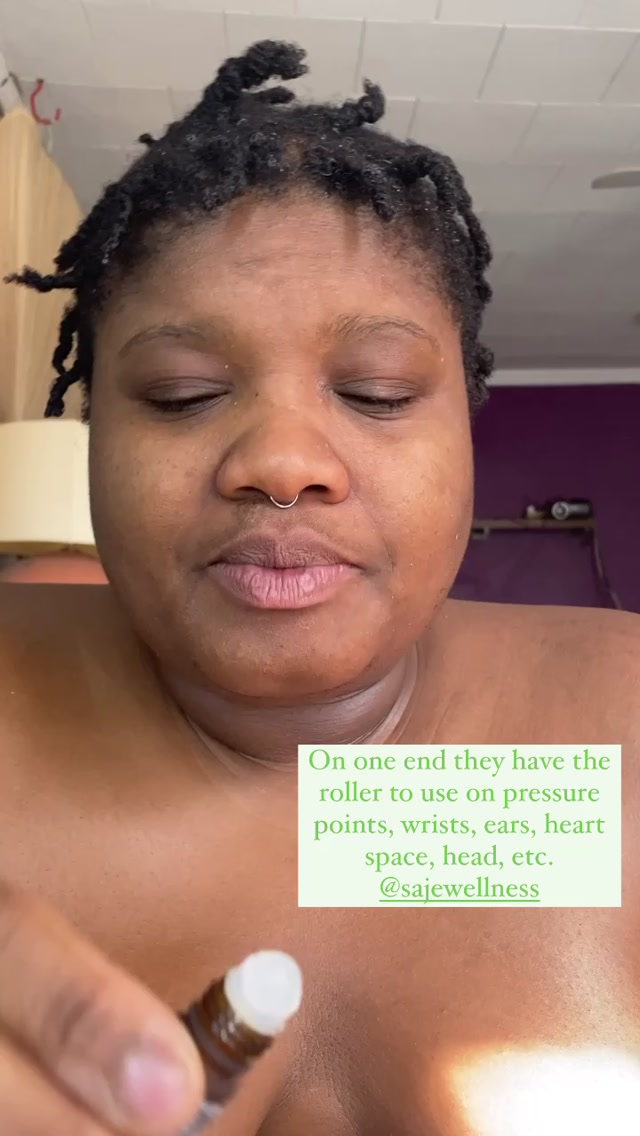 On one end they have the
roller to use on pressure
points, wrists, ears, heart
space, head, etc.
@sajewellness